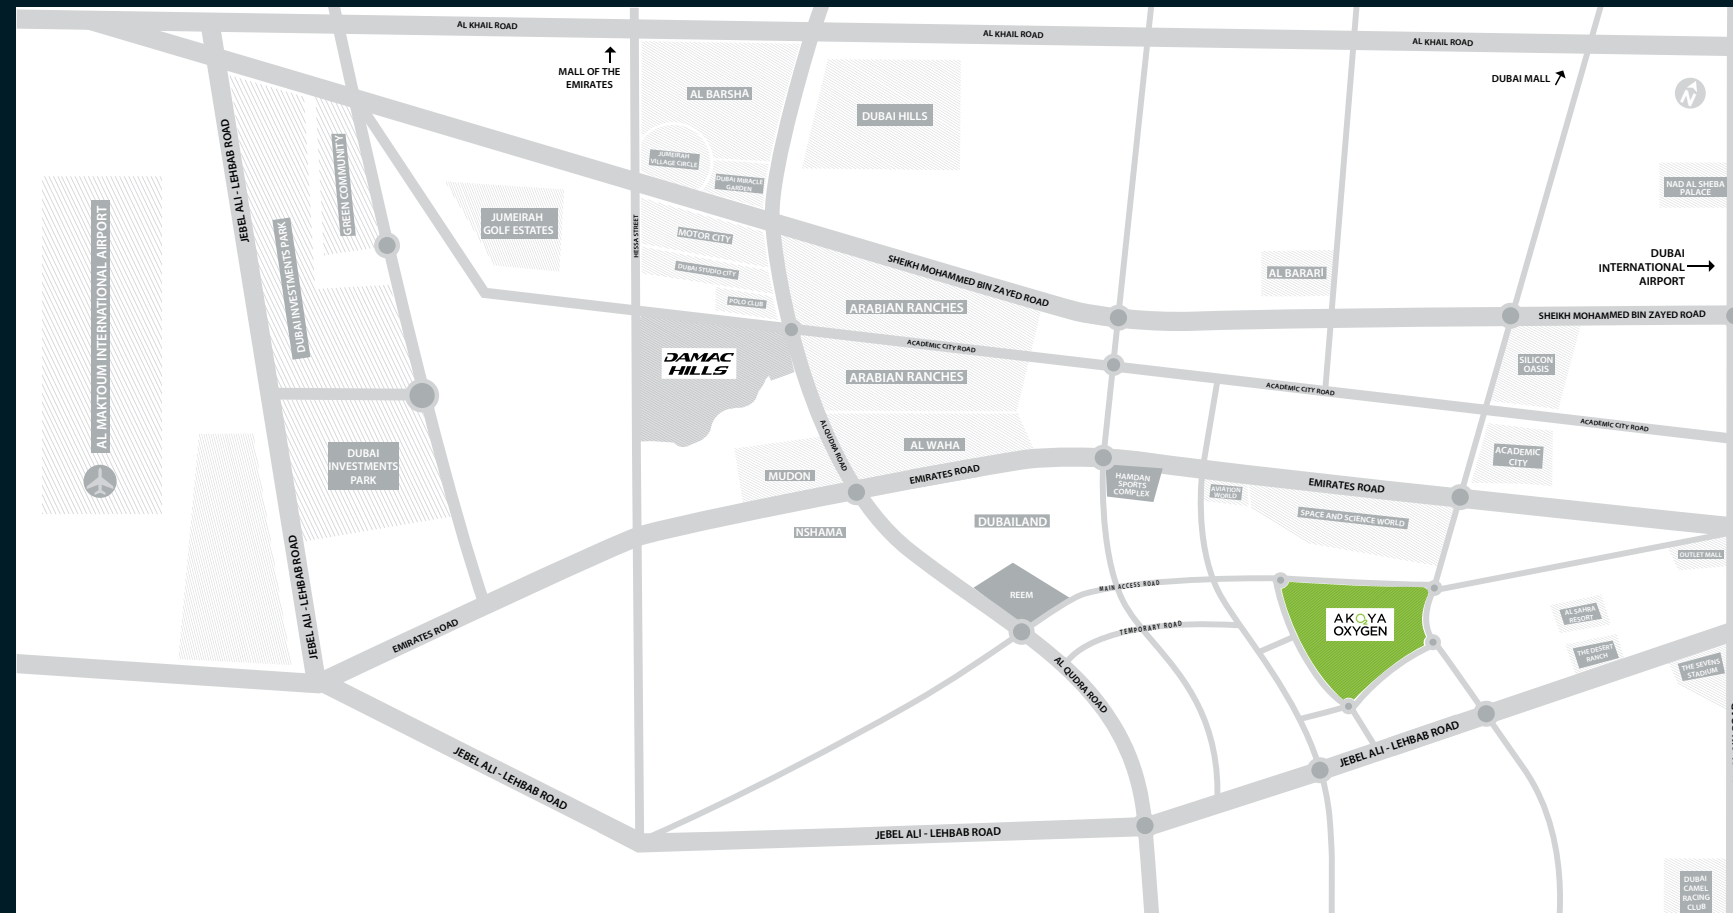 AL KHAIL ROAD
AL KHAIL ROAD
AL KHAIL ROAD
MALL OF THE
EMIRATES
DUBAI MALL
N
AL BARSHA
DUBAI HILLS
JUMEIRAH
VILLAGE CIRCLE
DUBAI MIRACLE
GARDEN
JEBEL ALI - LEHBAB ROAD
GREEN COMMUNITY
DUBAI INVESTMENTS PARK
AL MAKTOUM INTERNATIONAL AIRPORT
JUMEIRAH
GOLF ESTATES
HESSA STREET
MOTOR CITY
DUBAI STUDIO CITY
POLO CLUB
SHEIKH MOHAMMED BIN ZAYED ROAD
NAD AL SHEBA
PALACE
DUBAI
INTERNATIONAL
AIRPORT
AL BARARI
SHEIKH MOHAMMED BIN ZAYED ROAD
ARABIAN RANCHES
ACADEMIC CITY ROAD
ARABIAN RANCHES
DAMAC
HILLS
SILICON
OASIS
ACADEMIC CITY ROAD
ACADEMIC CITY ROAD
AL QUDRA ROAD
AL WAHA
DUBAI
INVESTMENTS
PARK
MUDON
EMIRATES ROAD
HAMDAN
SPORTS
COMPLEX
AVIATION
WORLD
EMIRATES ROAD
ACADEMIC
CITY
SPACE AND SCIENCE WORLD
NSHAMA
DUBAILAND
OUTLET MALL
JEBEL ALI - LEHBAB ROAD
EMIRATES ROAD
REEM
MAIN ACCESS ROAD
TEMPORARY ROAD
AKO2YA
OXYGEN
AL SAHRA
RESORT
THE DESERT
RANCH
THE SEVENS
STADIUM
AL QUDRA ROAD
JEBEL ALI - LEHBAB ROAD
JEBEL ALI - LEHBAB ROAD
JEBEL ALI - LEHBAB ROAD
DUBAI
CAMEL
RACING
CLUB